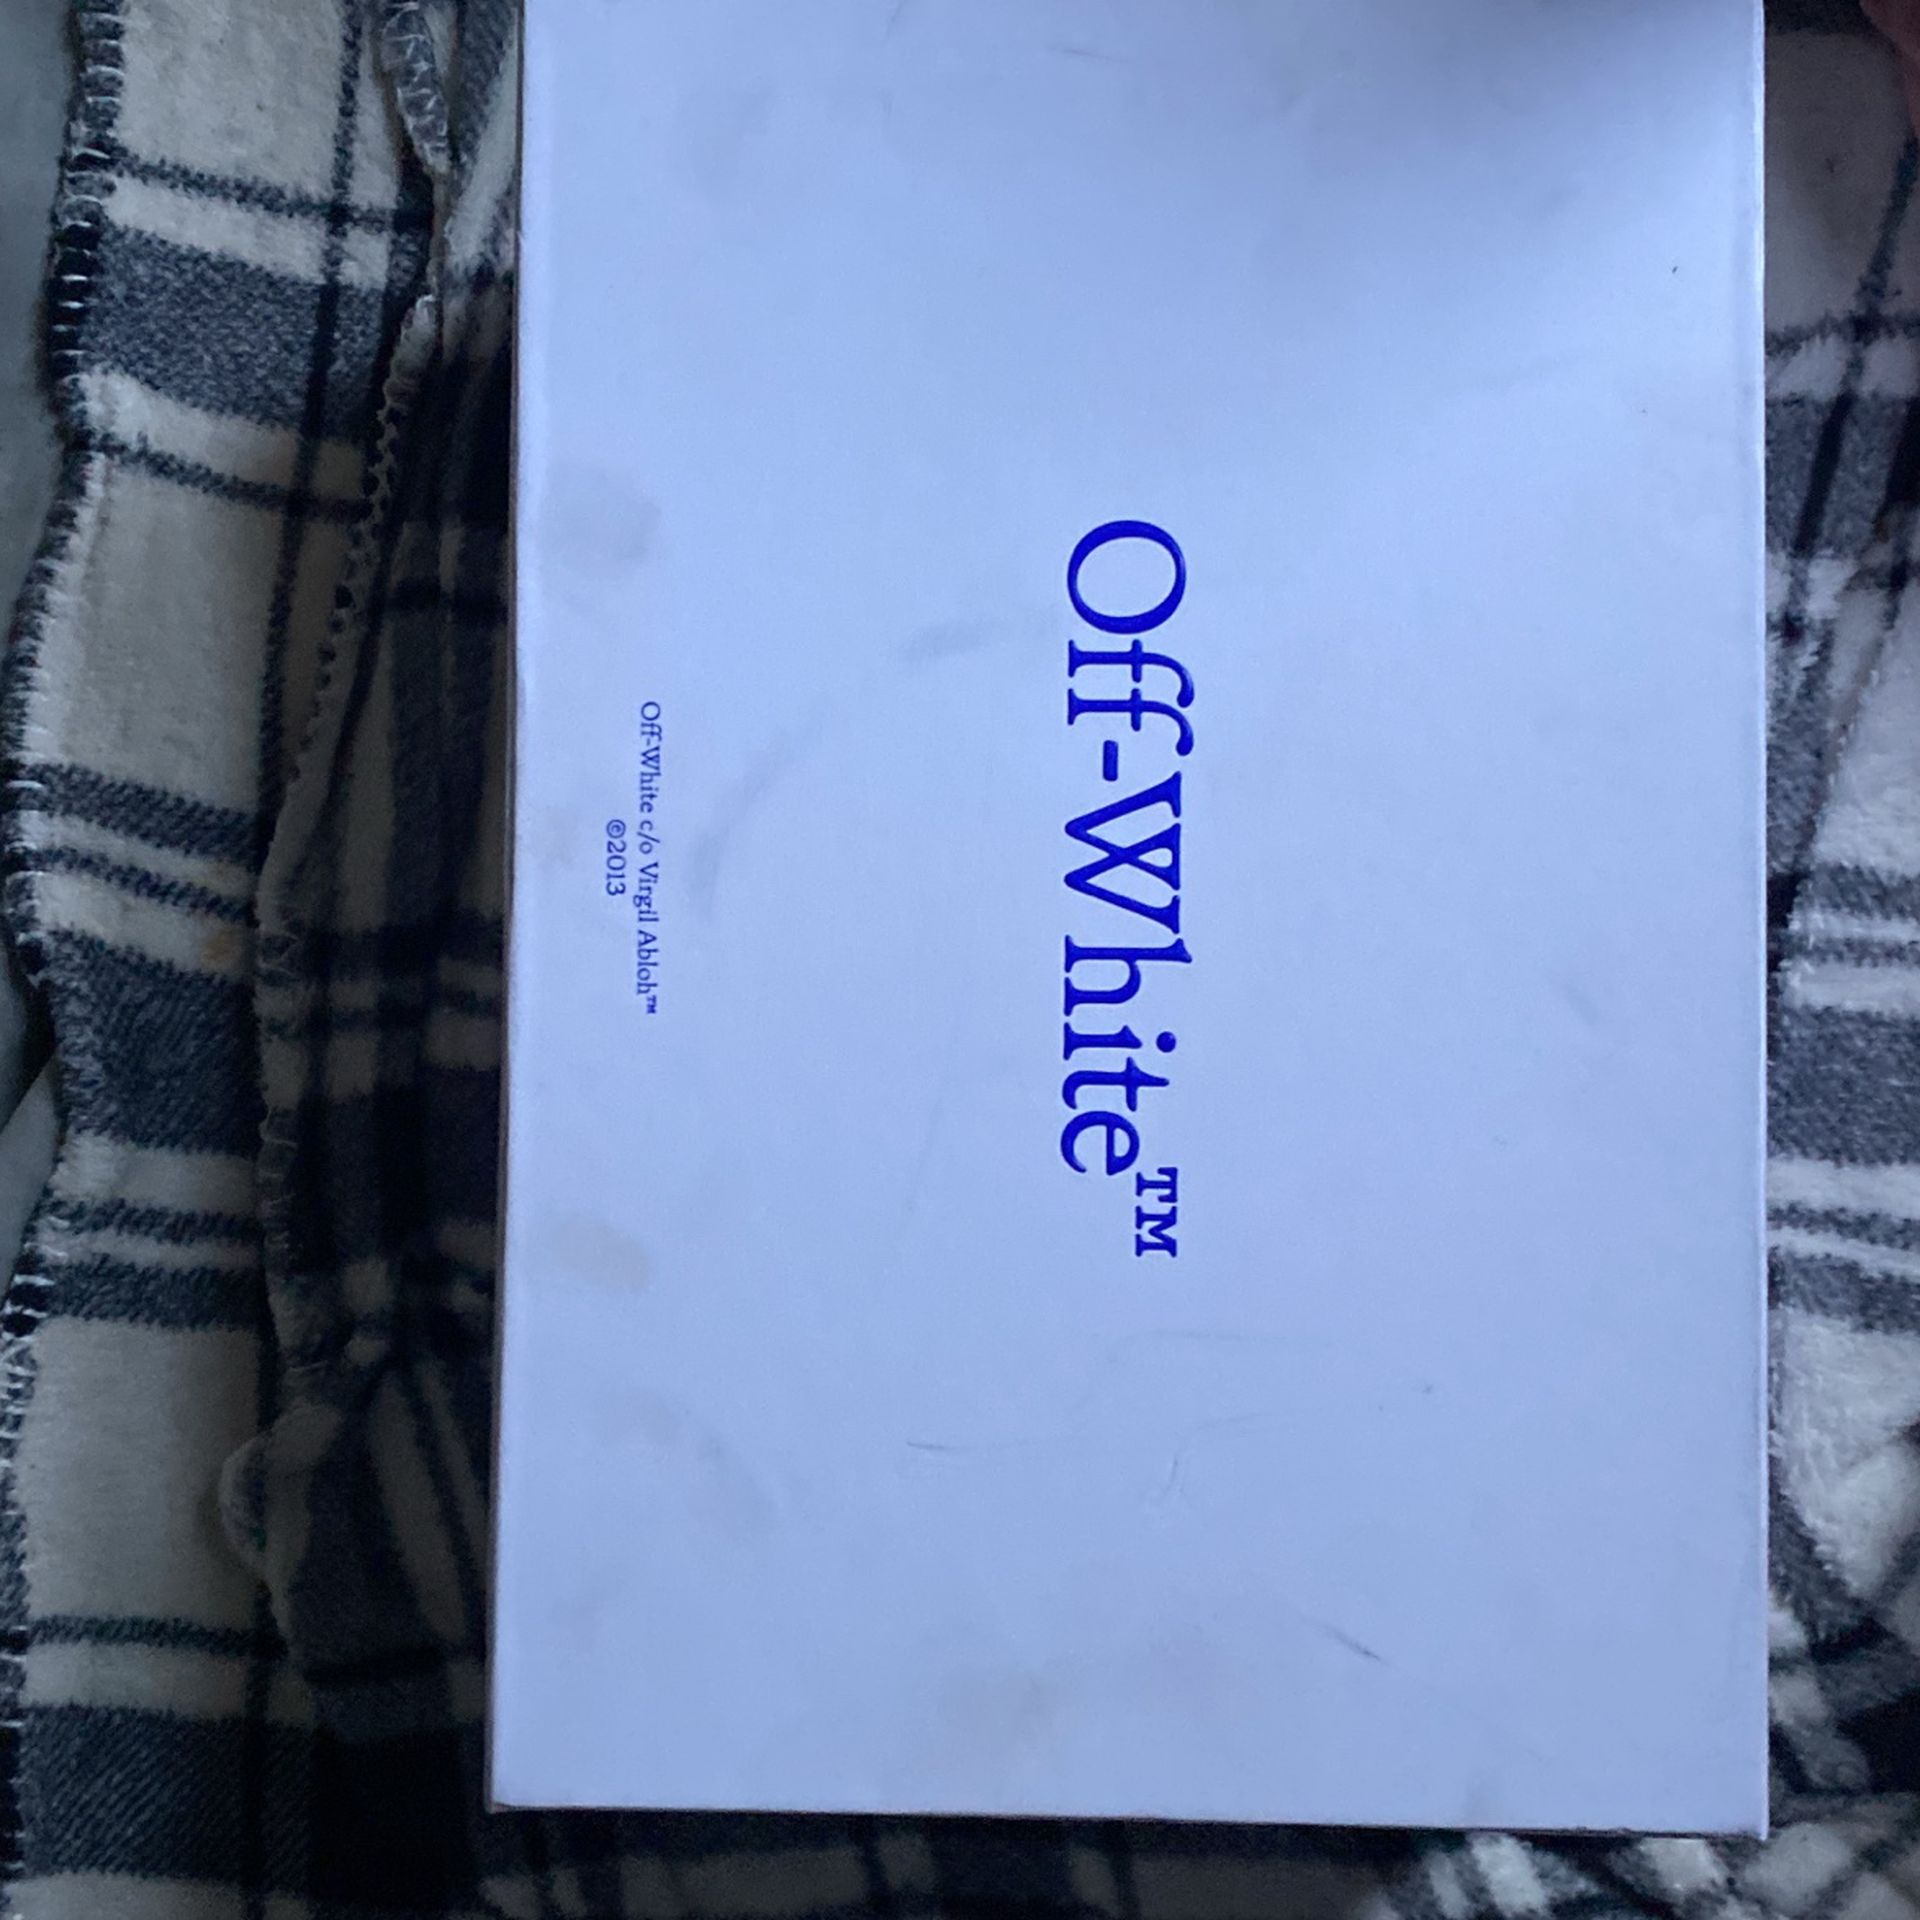 Off-White™
Off-White c/o Virgil Abloh™
©2013